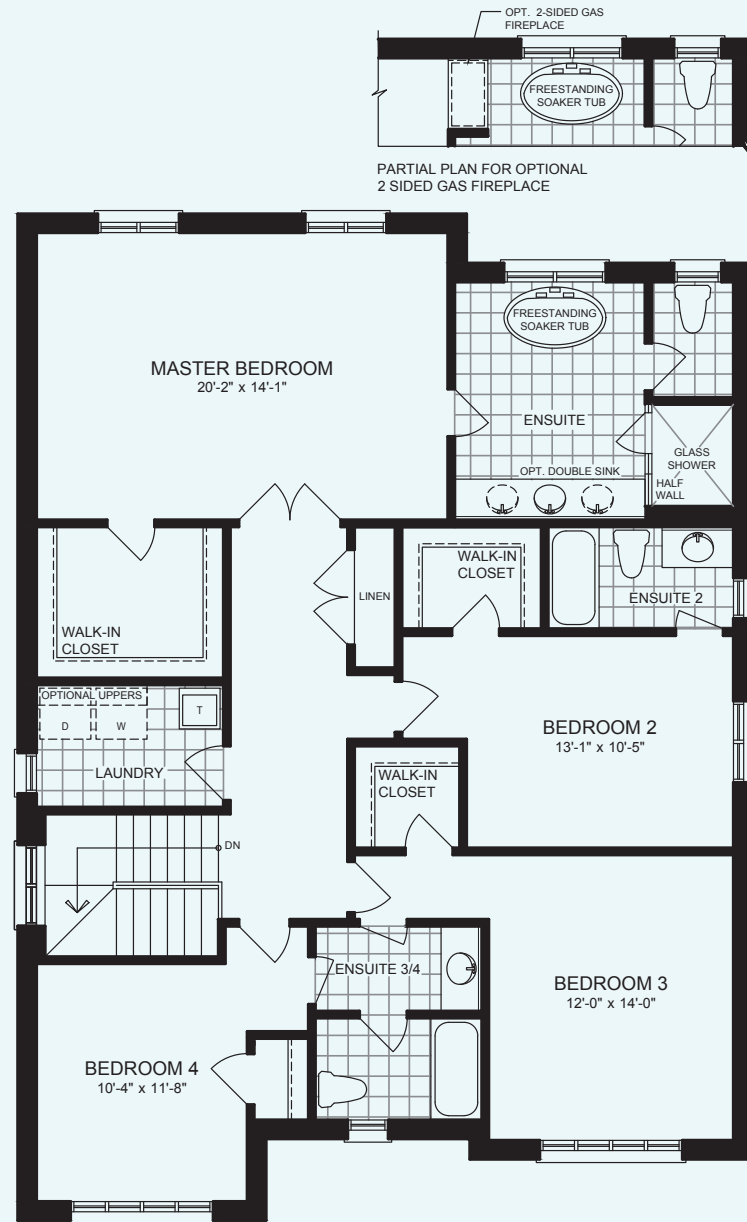 OPT. 2-SIDED GAS
FIREPLACE
FREESTANDING
SOAKER TUB
PARTIAL PLAN FOR OPTIONAL
2 SIDED GAS FIREPLACE
FREESTANDING
SOAKER TUB
MASTER BEDROOM
20'-2" x 14'-1"
ENSUITE
GLASS
SHOWER
OPT. DOUBLE SINK
HALF
WALL
WALK-IN
CLOSET
LINEN
ENSUITE 2
WALK-IN
CLOSET
OPTIONAL UPPERS
D
W
T
BEDROOM 2
13'-1" x 10'-5"
LAUNDRY
WALK-IN
CLOSET
DN
ENSUITE 3/4
BEDROOM 3
12'-0" x 14'-0"
BEDROOM 4
10'-4" x 11'-8"